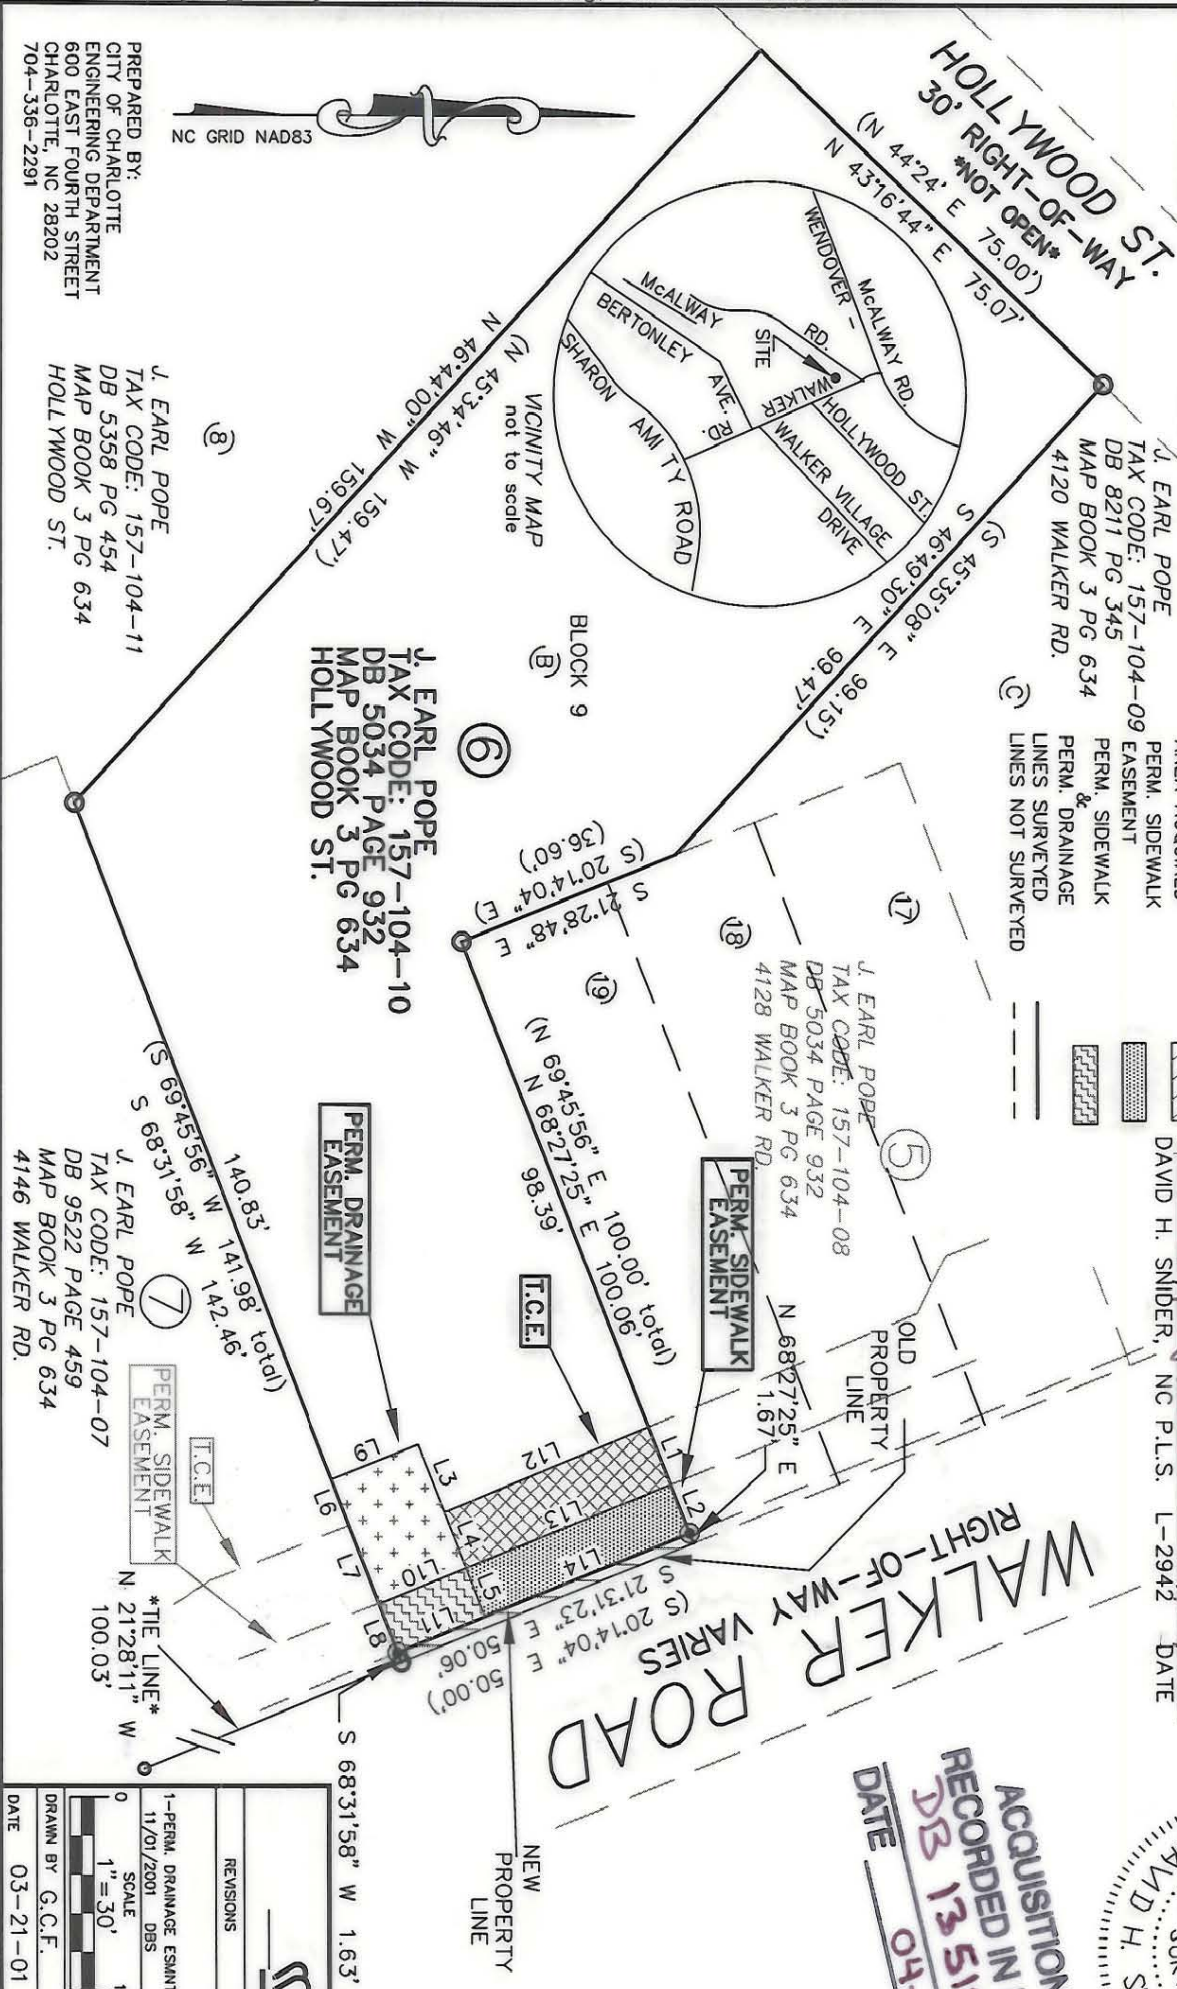 HOLLYWOOD ST.
30' RIGHT-OF-WAY
*NOT OPEN*
(N 44°24' E 75.00')
N 43°16'44" E 75.07'
NC GRID NAD83
PREPARED BY:
CITY OF CHARLOTTE
ENGINEERING DEPARTMENT
600 EAST FOURTH STREET
CHARLOTTE, NC 28202
704-336-2291
WENDOVER -
McALWAY RD.
McALWAY
RD.
SITE
BERTONLEY
AVE.
WALKER
RD.
HOLLYWOOD ST.
WALKER VILLAGE
DRIVE
SHARON
AMITY ROAD
VICINITY MAP
not to scale
J. EARL POPE
TAX CODE: 157-104-09
DB 8211 PG 345
MAP BOOK 3 PG 634
4120 WALKER RD.
(S 45°35'08" E 99.15')
S 46°49'30" E 99.47'
(N 45°34'46" W 159.47')
N 46°44'00" W 159.67'
8
J. EARL POPE
TAX CODE: 157-104-11
DB 5358 PG 454
MAP BOOK 3 PG 634
HOLLYWOOD ST.
BLOCK 9
B
C
6
J. EARL POPE
TAX CODE: 157-104-10
DB 5034 PAGE 932
MAP BOOK 3 PG 634
HOLLYWOOD ST.
PERM. SIDEWALK
EASEMENT
PERM. SIDEWALK
&
PERM. DRAINAGE
LINES SURVEYED
LINES NOT SURVEYED
DAVID H. SNIDER, NC P.L.S. L-2942 DATE
17
18
19
5
J. EARL POPE
TAX CODE: 157-104-08
DB 5034 PAGE 932
MAP BOOK 3 PG 634
4128 WALKER RD.
S 21°28'48" E
(S 20°14'04" E)
(36.60')
(N 69°45'56" E 100.00' total)
N 68°27'25" E 100.06'
98.39'
OLD
PROPERTY
LINE
N 68°27'25" E
1.67'
PERM. SIDEWALK
EASEMENT
T.C.E.
PERM. DRAINAGE
EASEMENT
140.83'
(S 69°45'56" W 141.98' total)
S 68°31'58" W 142.46'
J. EARL POPE
TAX CODE: 157-104-07
DB 9522 PAGE 459
MAP BOOK 3 PG 634
4146 WALKER RD.
7
T.C.E.
PERM. SIDEWALK
EASEMENT
L1
L2
L3
L4
L5
L6
L7
L8
L9
L10
L11
L12
L13
L14
WALKER ROAD
RIGHT-OF-WAY VARIES
(S 20°14'04" E 50.00')
S 21°31'23" E 50.06'
*TIE LINE*
N 21°28'11" W
100.03'
S 68°31'58" W 1.63'
NEW
PROPERTY
LINE
ACQUISITION
RECORDED IN
DB
DATE
REVISIONS
1-PERM. DRAINAGE ESMNT
11/01/2001 DBS
SCALE
0
1"=30'
DRAWN BY G.C.F.
DATE 03-21-01